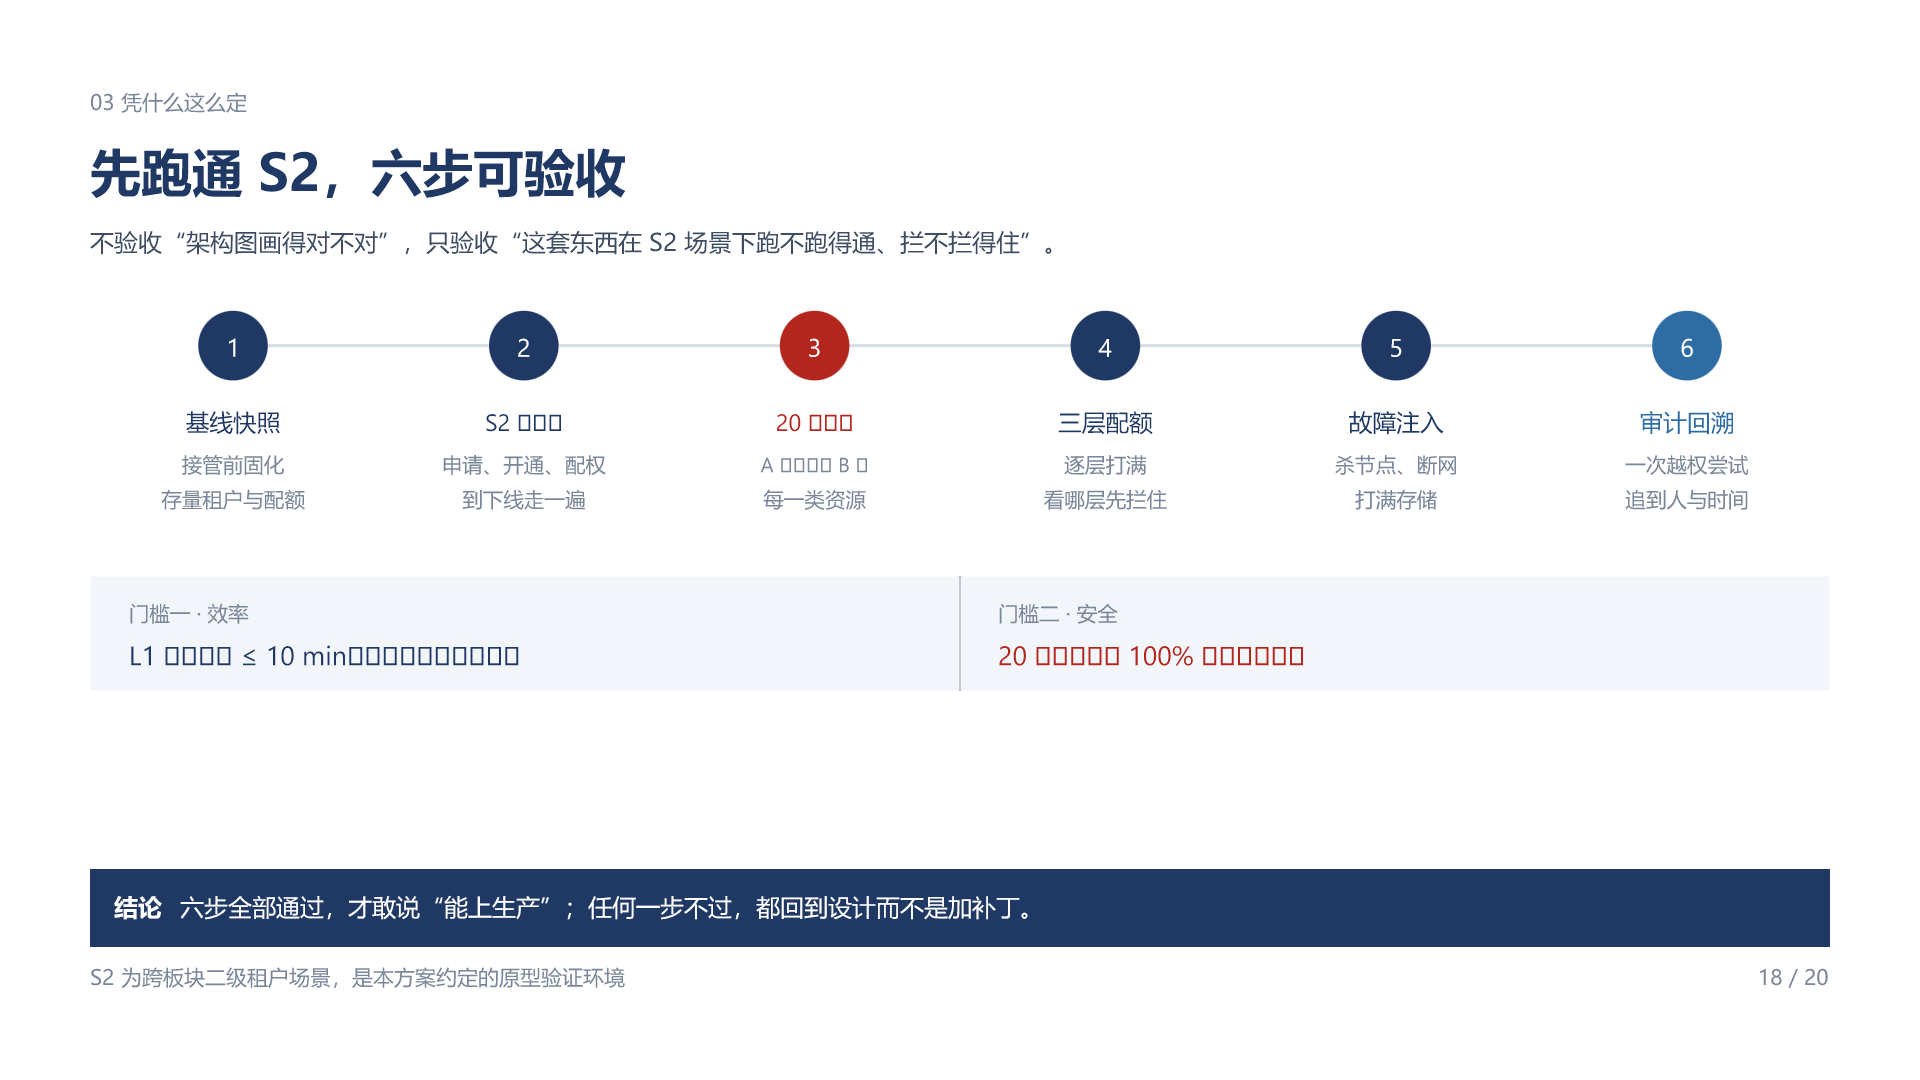 03 凭什么这么定
先跑通 S2，六步可验收
不验收“架构图画得对不对”，只验收“这套东西在 S2 场景下跑不跑得通、拦不拦得住”。
1
2
3
4
5
6
基线快照
接管前固化
存量租户与配额
S2 □□□
申请、开通、配权
到下线走一遍
20 □□□
A □□□□ B □
每一类资源
三层配额
逐层打满
看哪层先拦住
故障注入
杀节点、断网
打满存储
审计回溯
一次越权尝试
追到人与时间
门槛一 · 效率
L1 □□□□ ≤ 10 min□□□□□□□□□□
门槛二 · 安全
20 □□□□□ 100% □□□□□□
结论 六步全部通过，才敢说“能上生产”；任何一步不过，都回到设计而不是加补丁。
S2 为跨板块二级租户场景，是本方案约定的原型验证环境
18 / 20